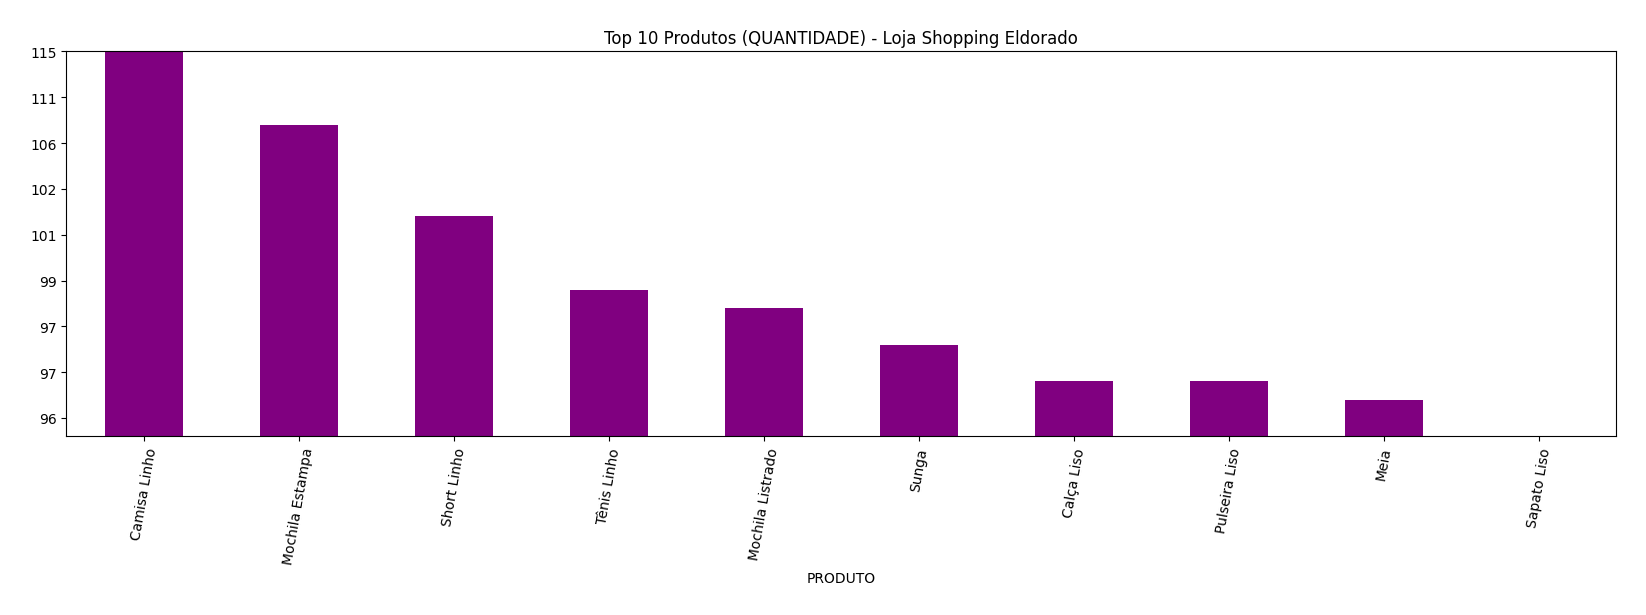 Top 10 Produtos (QUANTIDADE) - Loja Shopping Eldorado
115
111
106
102
101
99
97
97
96
Camisa Linho
Mochila Estampa
Short Linho
Tênis Linho
Mochila Listrado
Sunga
Calça Liso
Pulseira Liso
Meia
Sapato Liso
PRODUTO